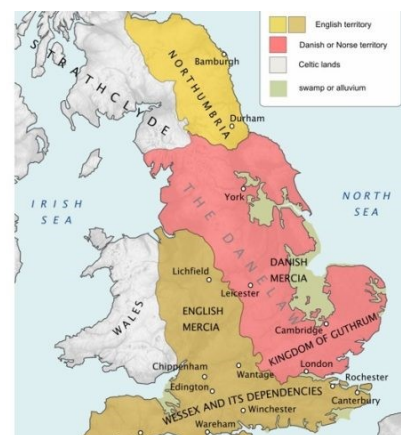 English territory
Danish or Norse territory
Celtic lands
swamp or alluvium
STRATHCLYDE
NORTHUMBRIA
Bamburgh
Durham
IRISH
SEA
NORTH
SEA
York
THE DANELAW
DANISH
MERCIA
Lichfield
Leicester
ENGLISH
MERCIA
WALES
Cambridge
KINGDOM OF GUTHRUM
Chippenham
Wantage
London
Edington
Rochester
WESSEX AND ITS DEPENDENCIES
Canterbury
Winchester
Wareham